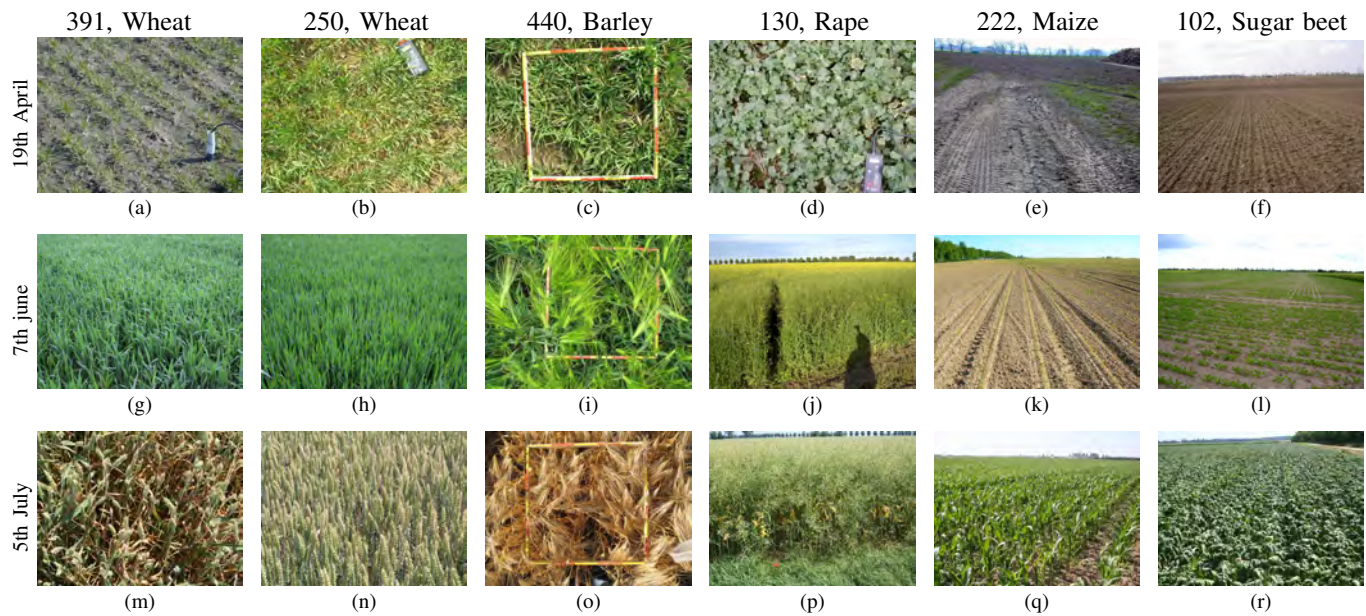 391, Wheat 250, Wheat 440, Barley 130, Rape 222, Maize 102, Sugar beet
19th April
(a) (b) (c) (d) (e) (f)
7th june
(g) (h) (i) (j) (k) (l)
5th July
(m) (n) (o) (p) (q) (r)